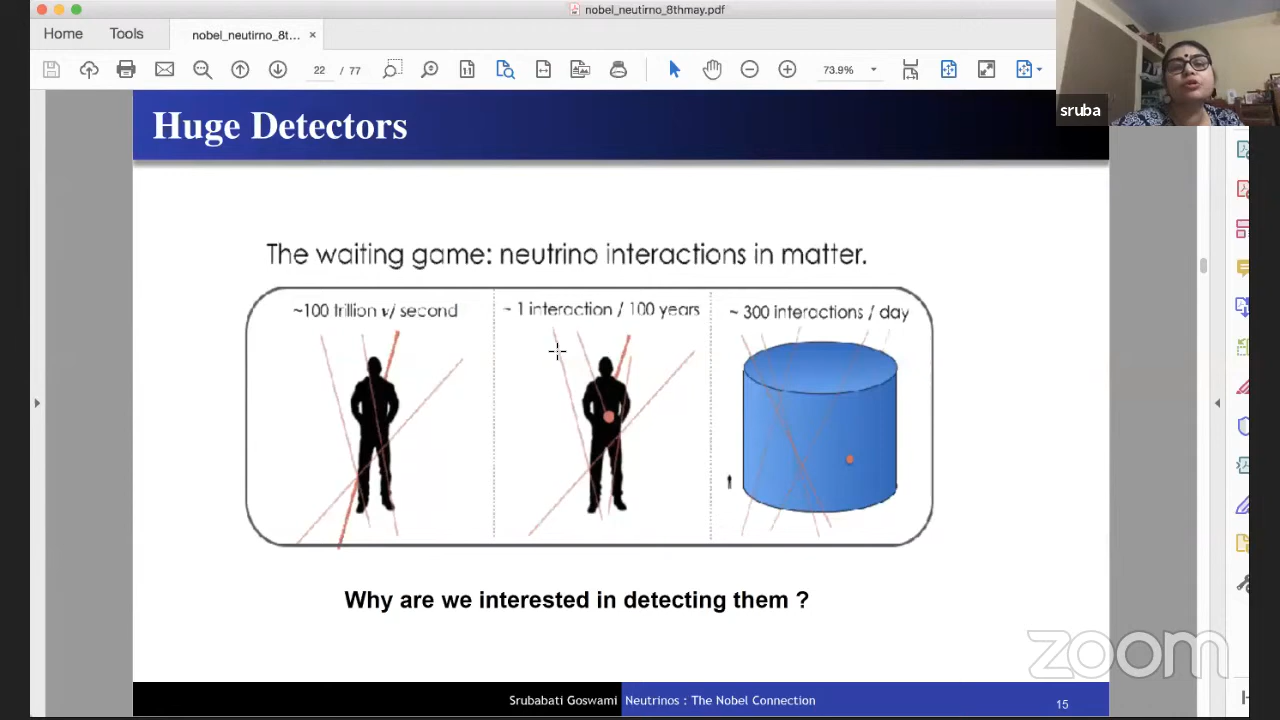 nobel_neutirno_8thmay.pdf
Home
Tools
nobel_neutirno_8t... ×
22 / 77
73.9%
sruba
Huge Detectors
The waiting game: neutrino interactions in matter.
~100 trillion ν/ second
~ 1 interaction / 100 years
~ 300 interactions / day
Why are we interested in detecting them ?
zoom
Srubabati Goswami
Neutrinos : The Nobel Connection
15